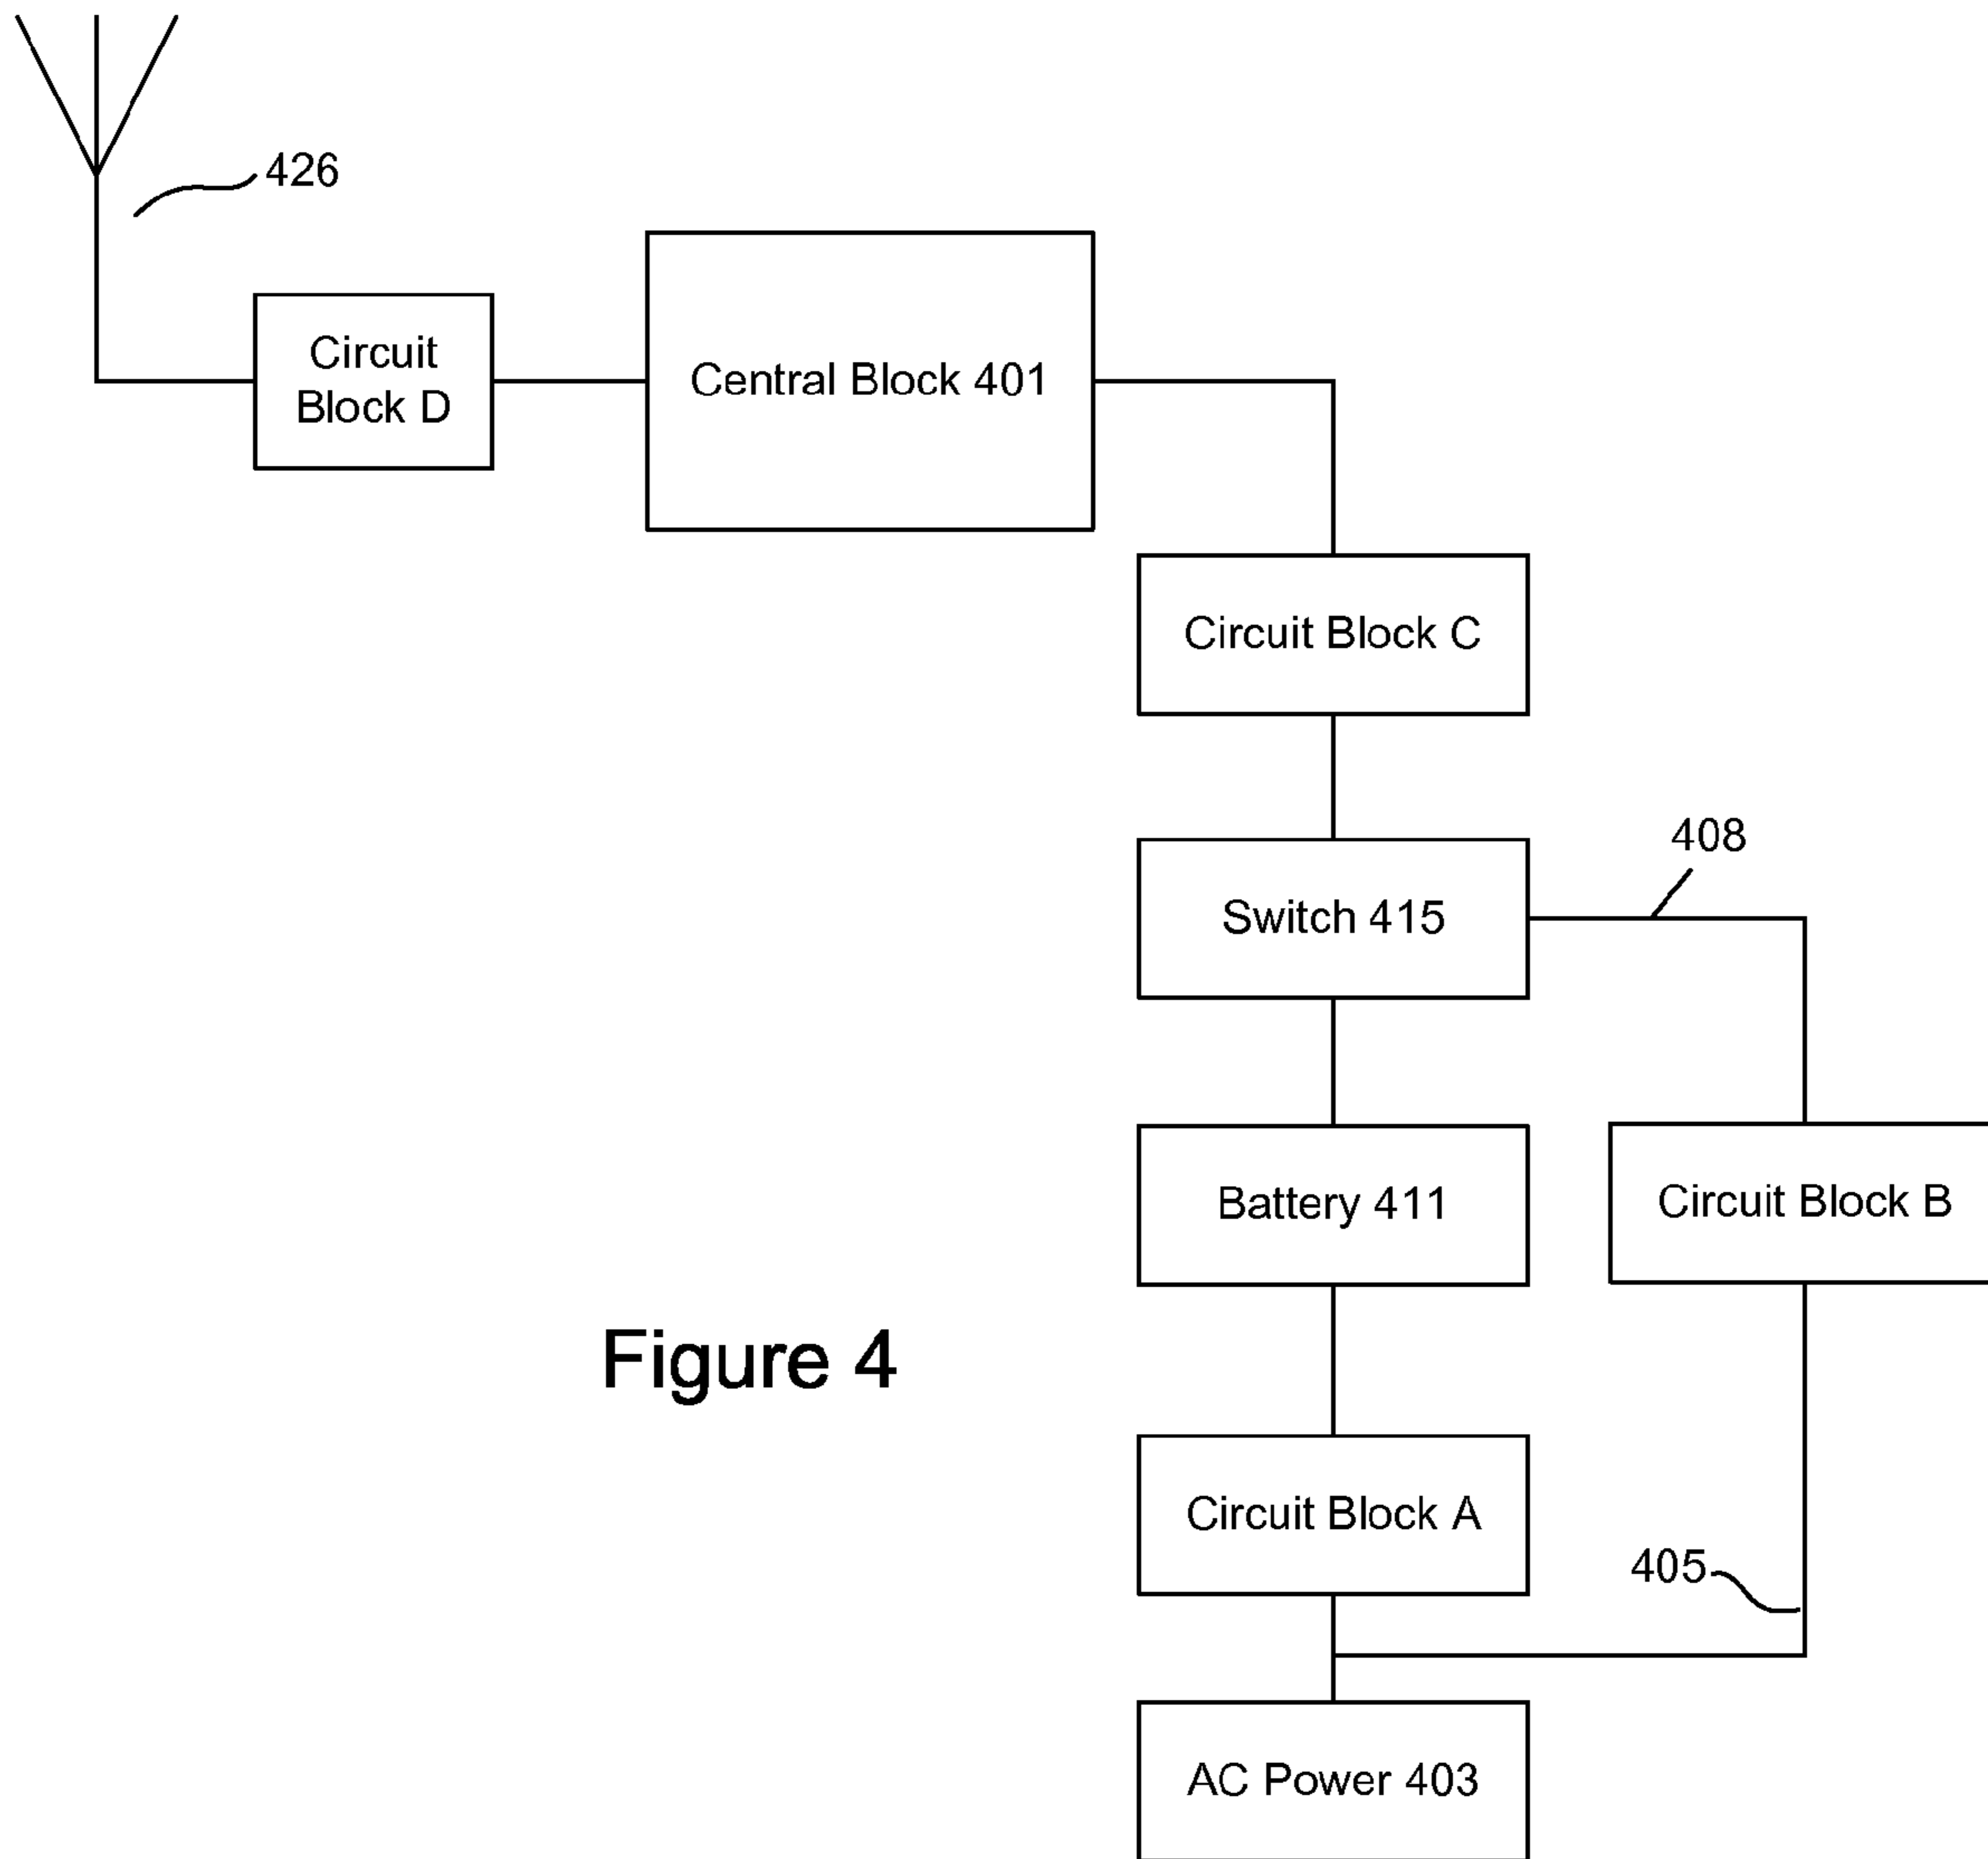 426
Circuit
Block D
Central Block 401
Circuit Block C
408
Switch 415
Battery 411
Circuit Block B
Figure 4
Circuit Block A
405
AC Power 403